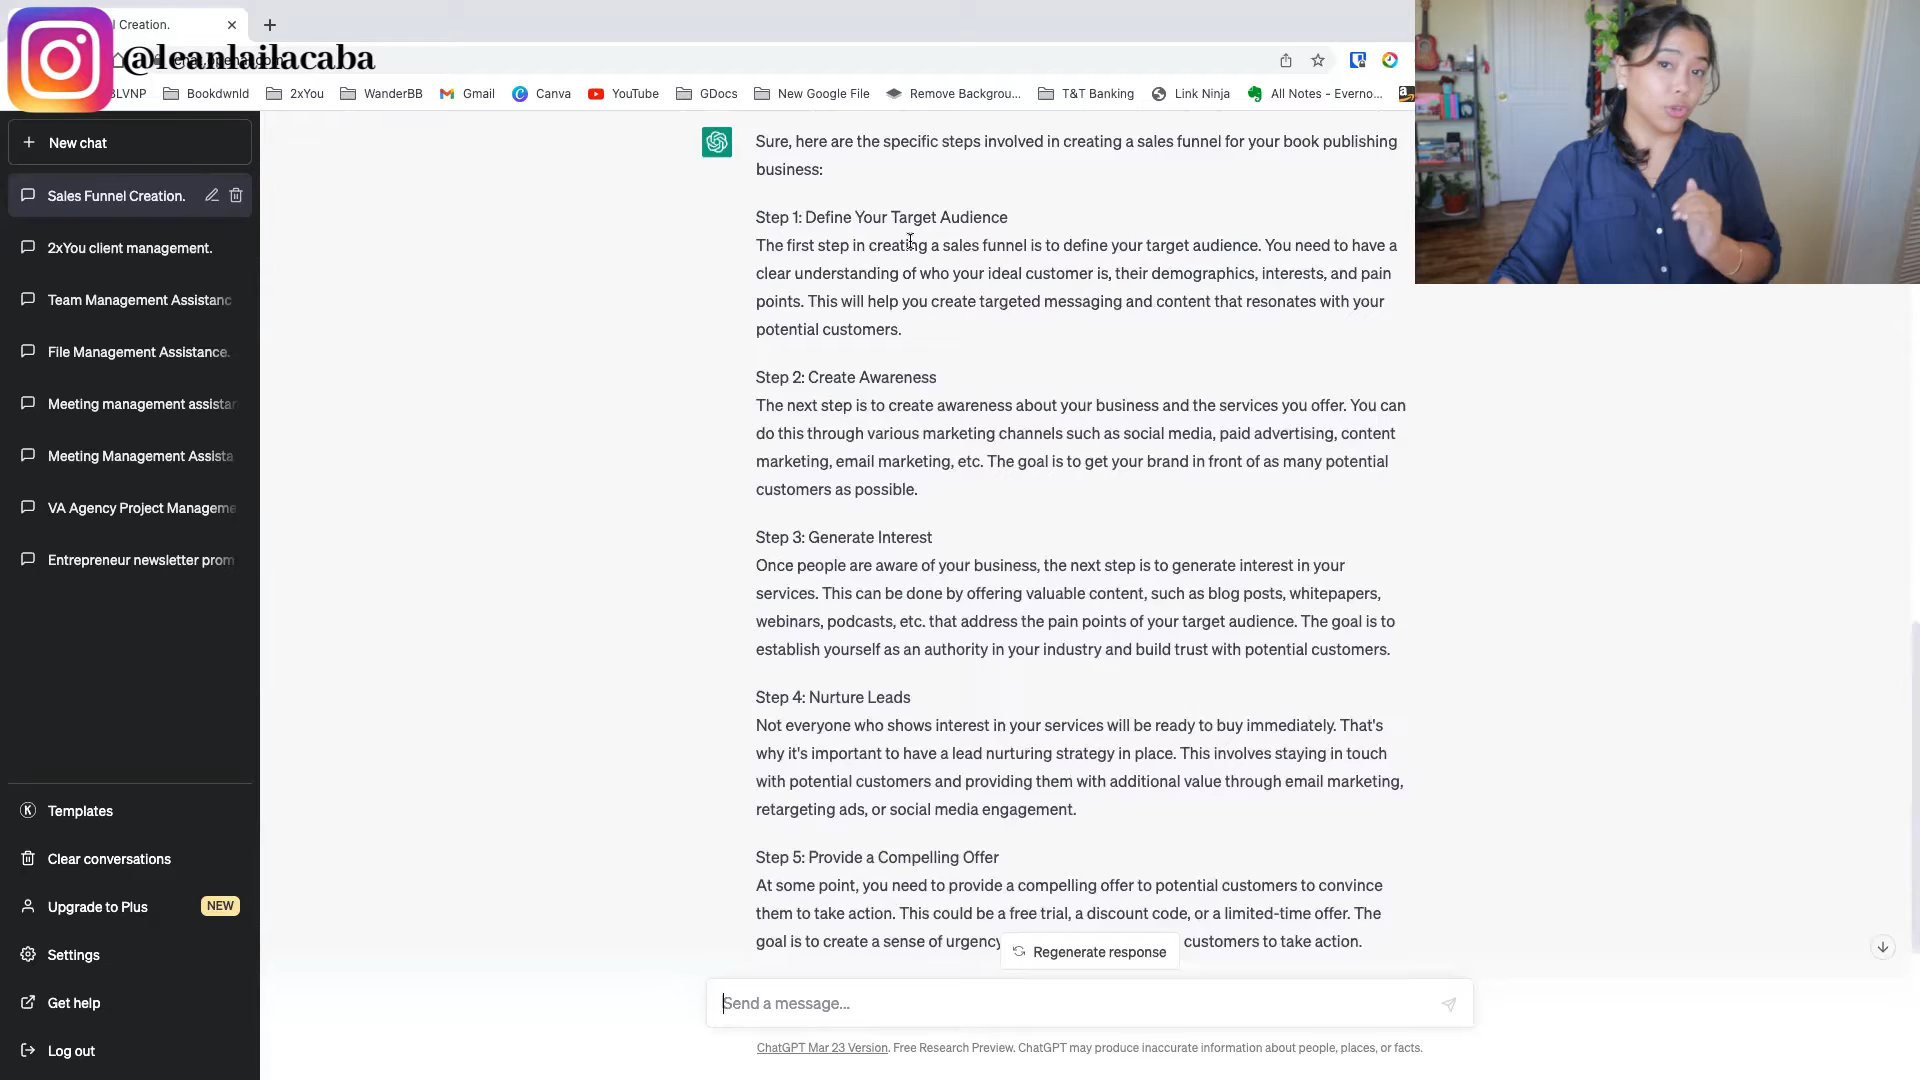 l Creation.
@leanlailacaba
BLVNP
Bookdwnld
2xYou
WanderBB
Gmail
Canva
YouTube
GDocs
New Google File
Remove Backgrou...
T&T Banking
Link Ninja
All Notes - Everno...
New chat
Sales Funnel Creation.
2xYou client management.
Team Management Assistanc
File Management Assistance.
Meeting management assistan
Meeting Management Assista
VA Agency Project Manageme
Entrepreneur newsletter prom
Templates
Clear conversations
Upgrade to Plus NEW
Settings
Get help
Log out
Sure, here are the specific steps involved in creating a sales funnel for your book publishing
business:
Step 1: Define Your Target Audience
The first step in creating a sales funnel is to define your target audience. You need to have a
clear understanding of who your ideal customer is, their demographics, interests, and pain
points. This will help you create targeted messaging and content that resonates with your
potential customers.
Step 2: Create Awareness
The next step is to create awareness about your business and the services you offer. You can
do this through various marketing channels such as social media, paid advertising, content
marketing, email marketing, etc. The goal is to get your brand in front of as many potential
customers as possible.
Step 3: Generate Interest
Once people are aware of your business, the next step is to generate interest in your
services. This can be done by offering valuable content, such as blog posts, whitepapers,
webinars, podcasts, etc. that address the pain points of your target audience. The goal is to
establish yourself as an authority in your industry and build trust with potential customers.
Step 4: Nurture Leads
Not everyone who shows interest in your services will be ready to buy immediately. That's
why it's important to have a lead nurturing strategy in place. This involves staying in touch
with potential customers and providing them with additional value through email marketing,
retargeting ads, or social media engagement.
Step 5: Provide a Compelling Offer
At some point, you need to provide a compelling offer to potential customers to convince
them to take action. This could be a free trial, a discount code, or a limited-time offer. The
goal is to create a sense of urgency customers to take action.
Regenerate response
Send a message...
ChatGPT Mar 23 Version. Free Research Preview. ChatGPT may produce inaccurate information about people, places, or facts.